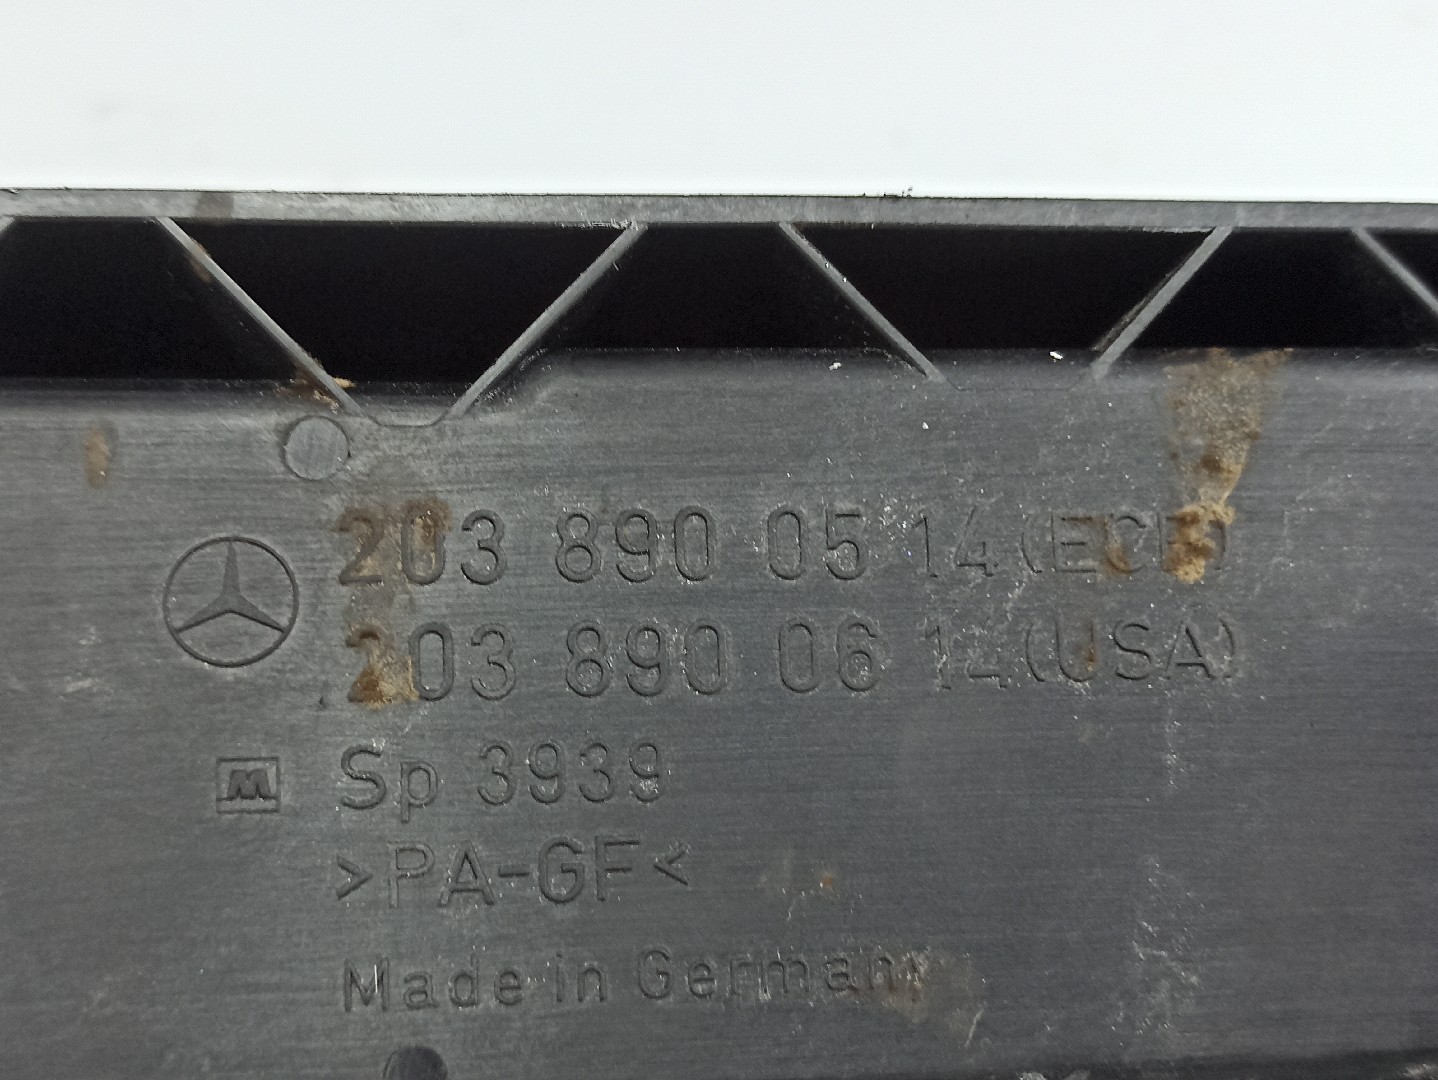 203 890 05 14 (ECE)
203 890 06 14 (USA)
M Sp 3939
>PA-GF<
Made in Germany